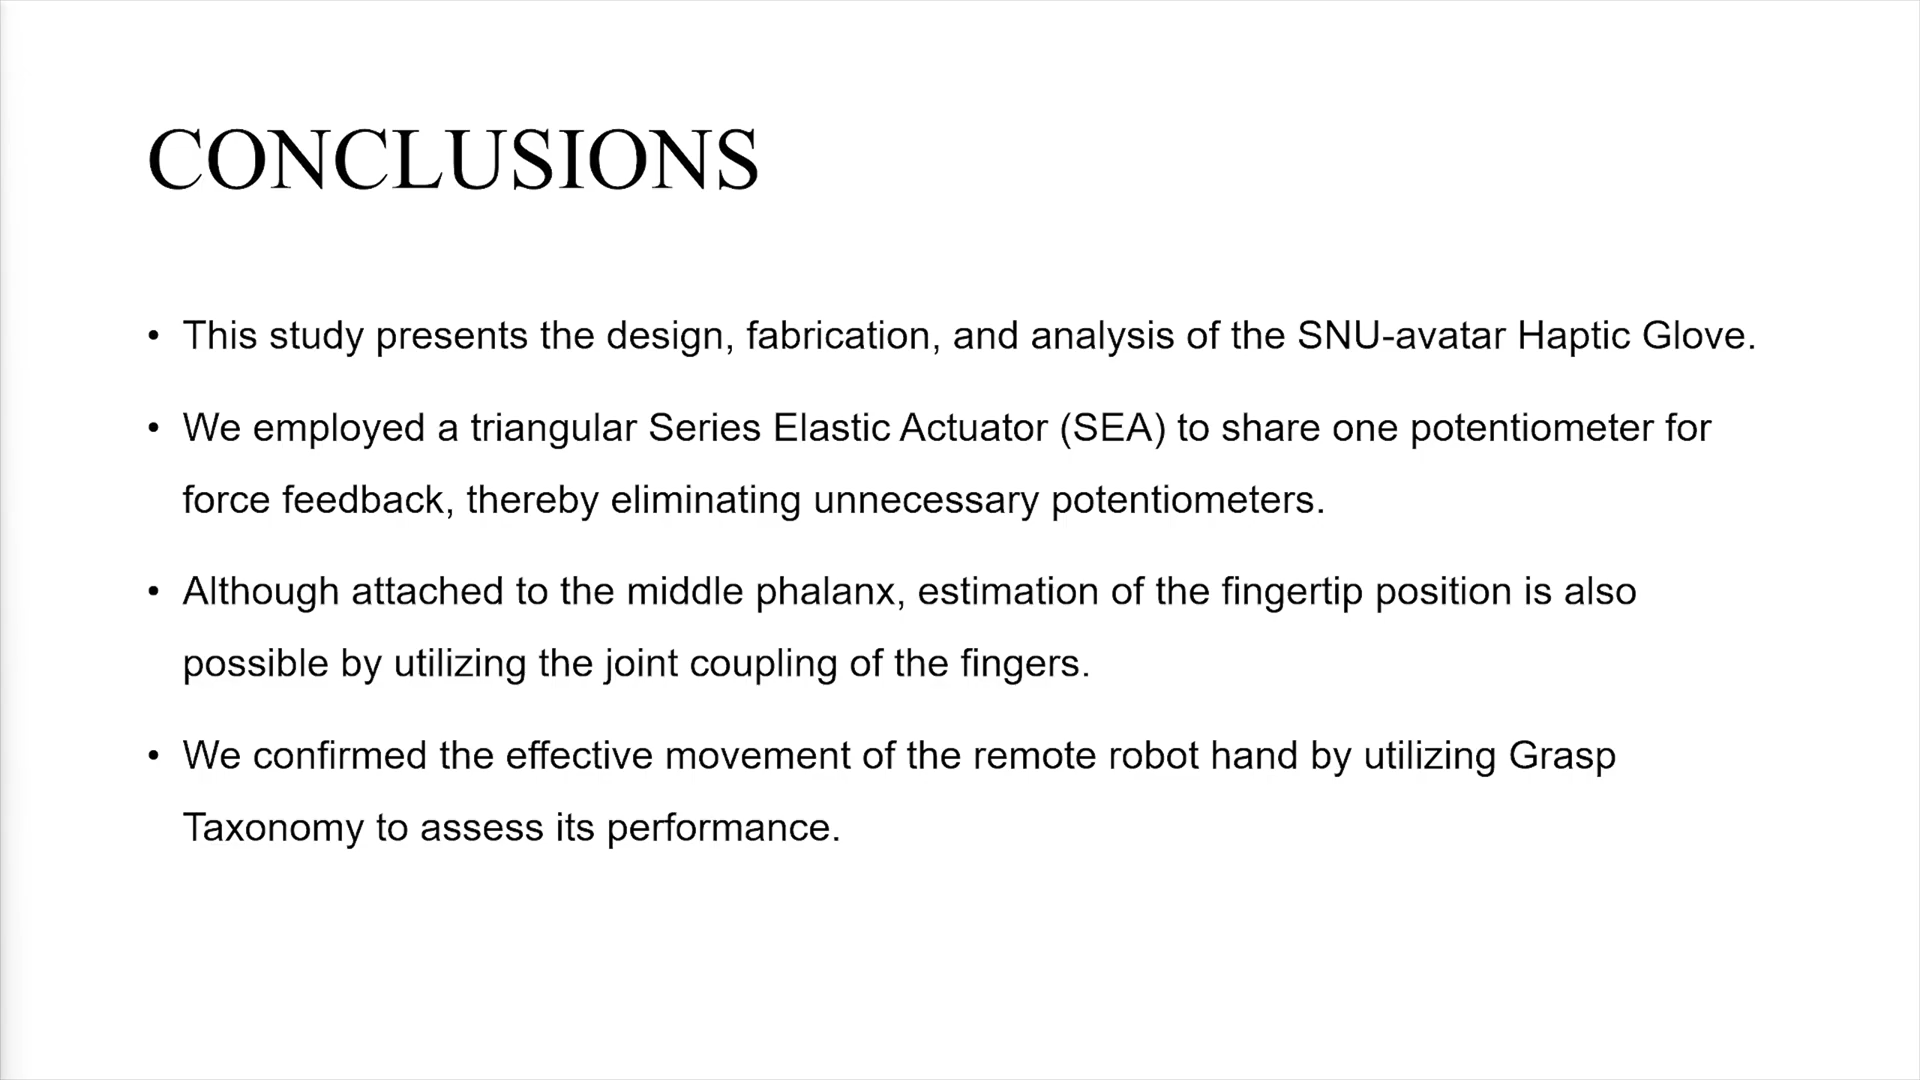 CONCLUSIONS
• This study presents the design, fabrication, and analysis of the SNU-avatar Haptic Glove.
• We employed a triangular Series Elastic Actuator (SEA) to share one potentiometer for
force feedback, thereby eliminating unnecessary potentiometers.
• Although attached to the middle phalanx, estimation of the fingertip position is also
possible by utilizing the joint coupling of the fingers.
• We confirmed the effective movement of the remote robot hand by utilizing Grasp
Taxonomy to assess its performance.